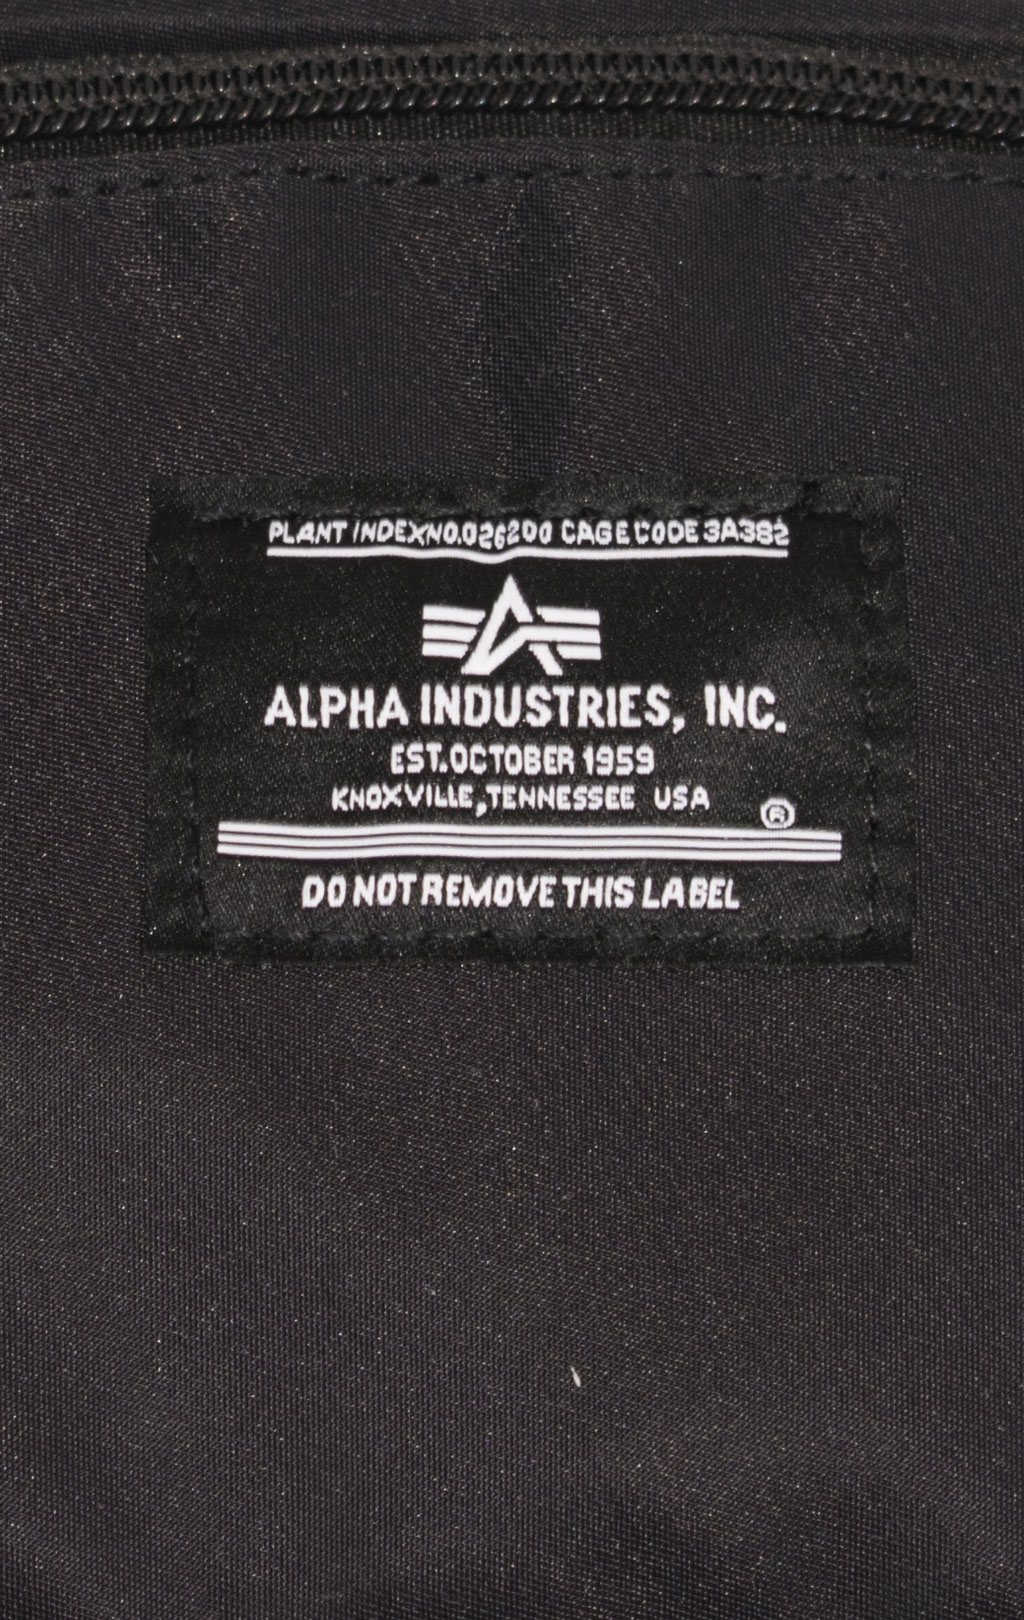 PLANT INDEXNO.026200 CAGE CODE 3A382
ALPHA INDUSTRIES, INC.
EST.OCTOBER 1959
KNOXVILLE,TENNESSEE USA
®
DO NOT REMOVE THIS LABEL